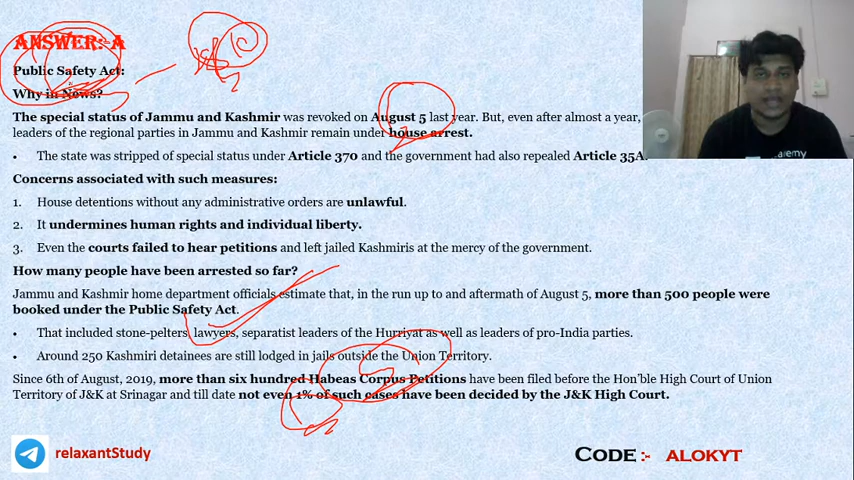 ANSWER:- A
Public Safety Act:
Why in News?
The special status of Jammu and Kashmir was revoked on August 5 last year. But, even after almost a year,
leaders of the regional parties in Jammu and Kashmir remain under house arrest.
• The state was stripped of special status under Article 370 and the government had also repealed Article 35A.
Concerns associated with such measures:
1. House detentions without any administrative orders are unlawful.
2. It undermines human rights and individual liberty.
3. Even the courts failed to hear petitions and left jailed Kashmiris at the mercy of the government.
How many people have been arrested so far?
Jammu and Kashmir home department officials estimate that, in the run up to and aftermath of August 5, more than 500 people were
booked under the Public Safety Act.
• That included stone-pelters, lawyers, separatist leaders of the Hurriyat as well as leaders of pro-India parties.
• Around 250 Kashmiri detainees are still lodged in jails outside the Union Territory.
Since 6th of August, 2019, more than six hundred Habeas Corpus Petitions have been filed before the Hon'ble High Court of Union
Territory of J&K at Srinagar and till date not even 1% of such cases have been decided by the J&K High Court.
relaxantStudy
CODE :- ALOKYT